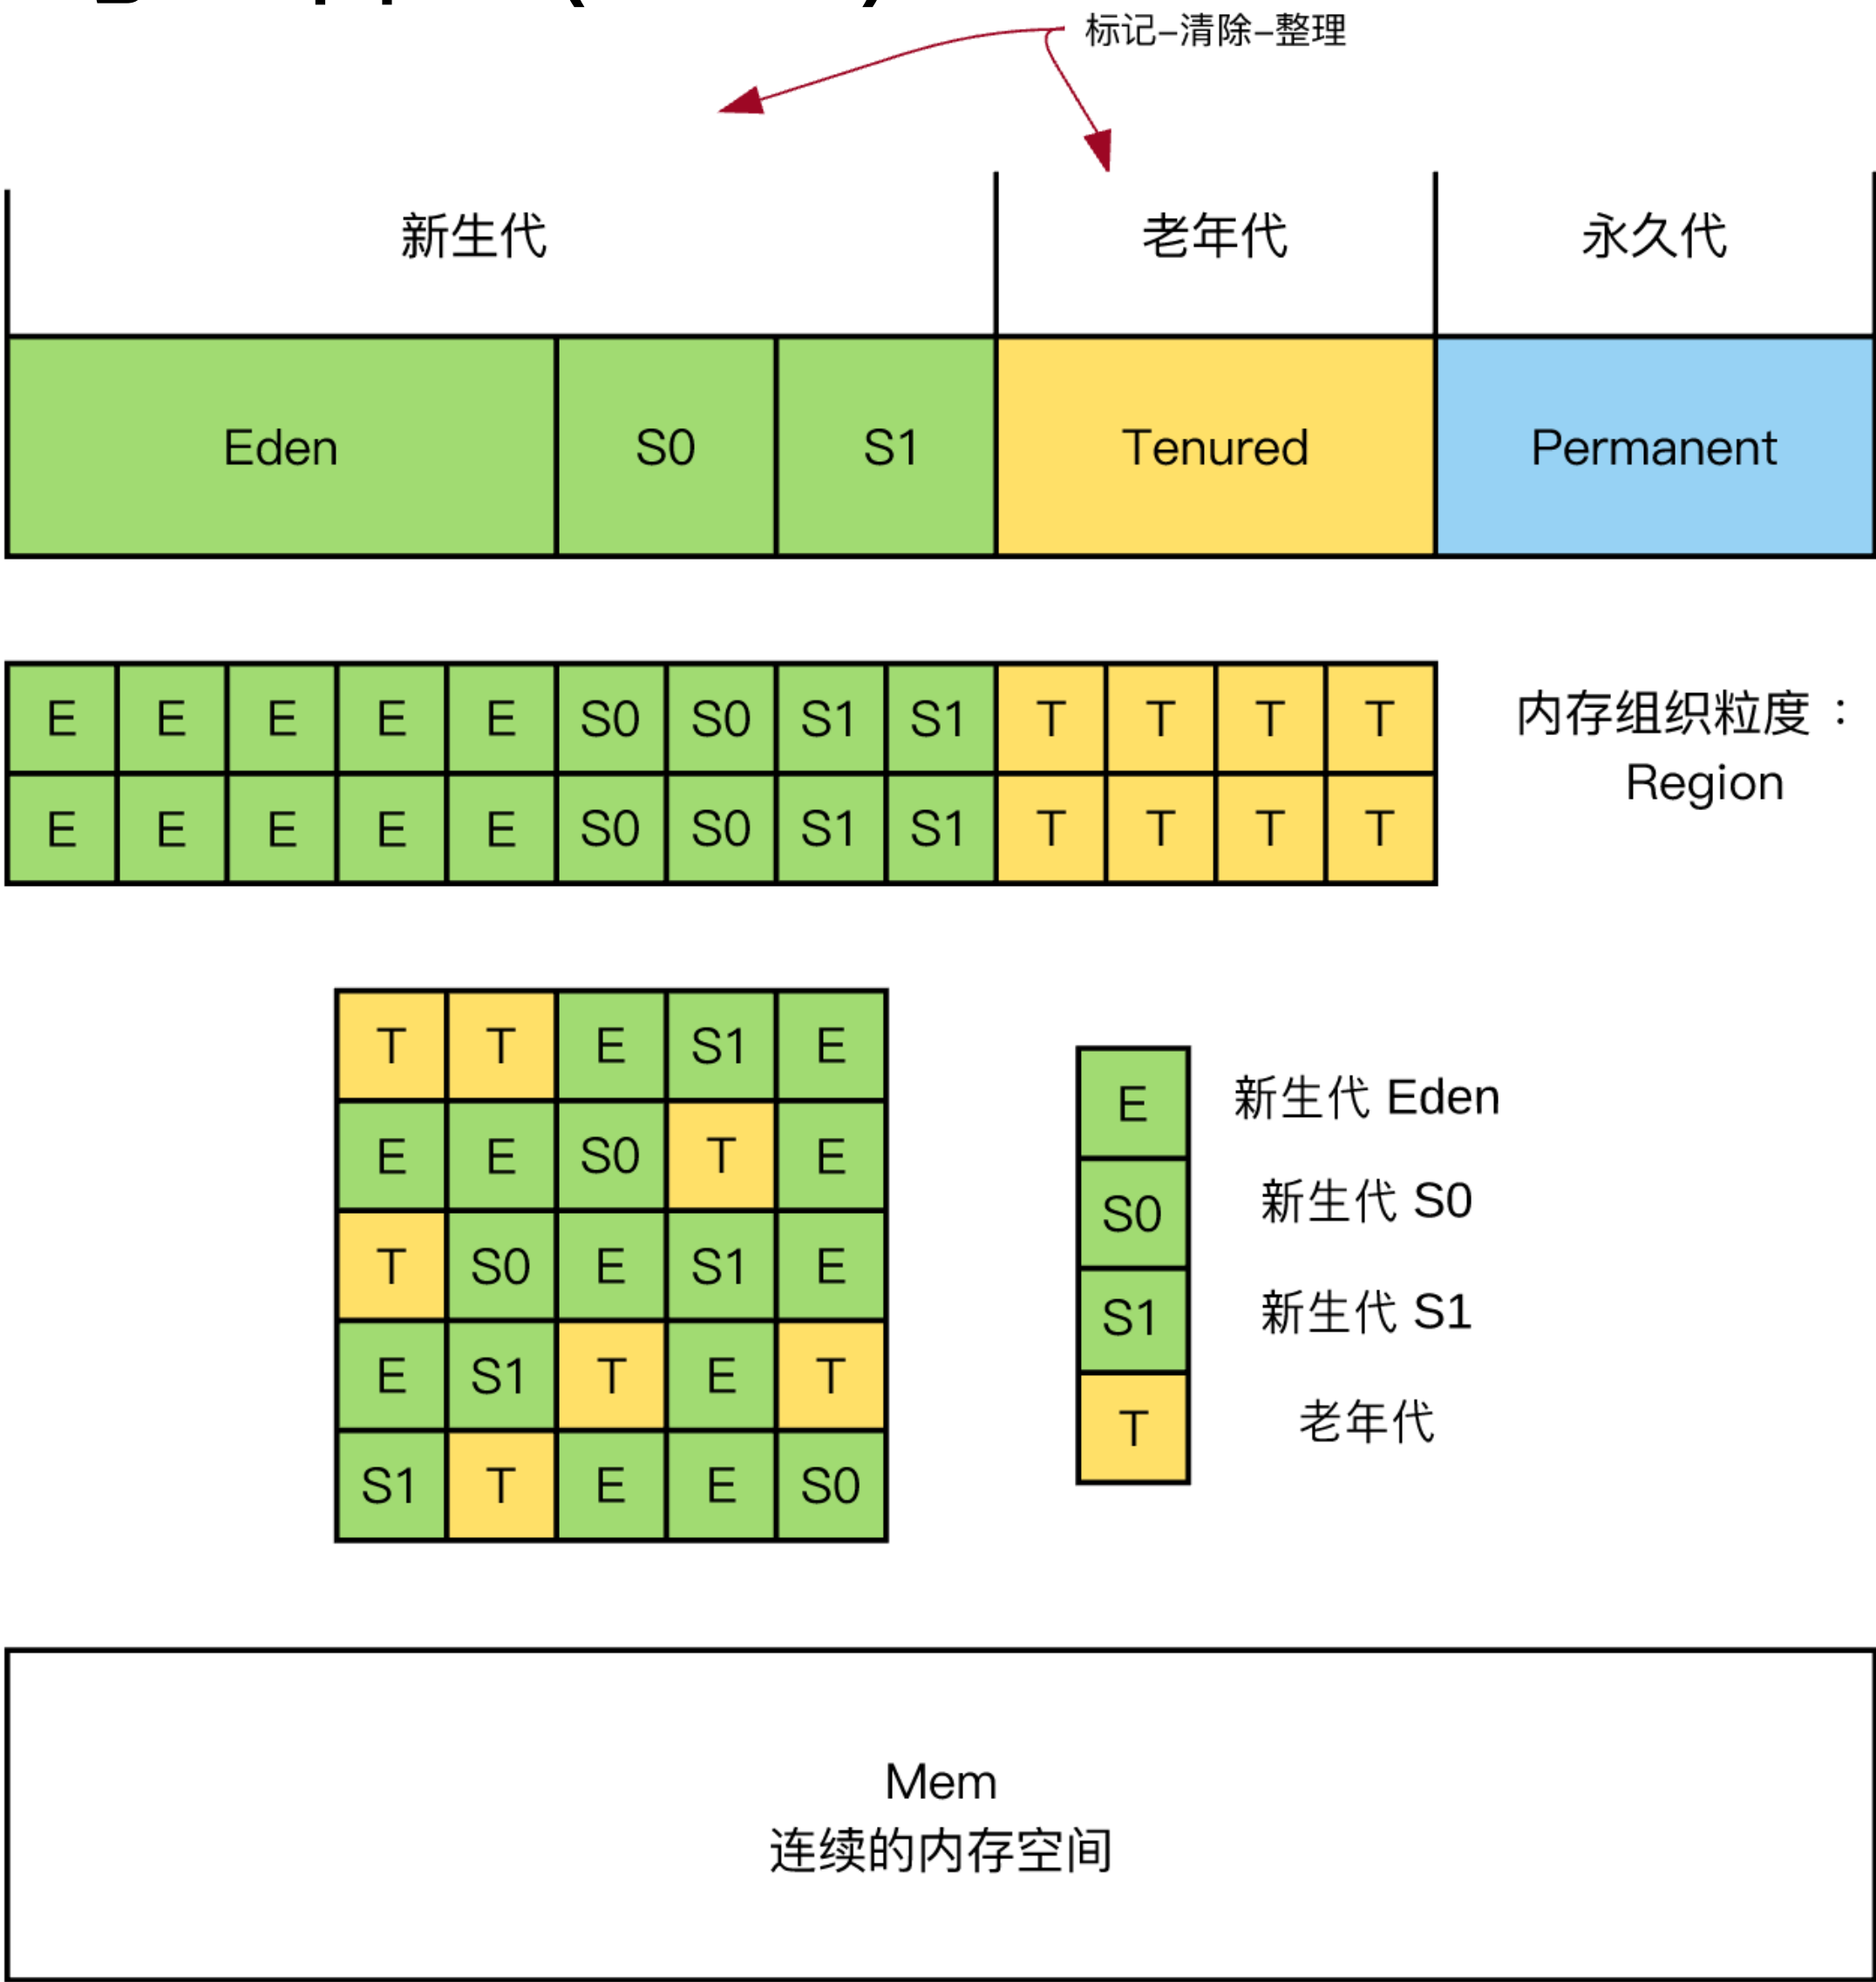 标记-清除-整理
新生代 老年代 永久代
Eden S0 S1 Tenured Permanent
E E E E E S0 S0 S1 S1 T T T T
E E E E E S0 S0 S1 S1 T T T T
内存组织粒度：
Region
T T E S1 E
E E S0 T E
T S0 E S1 E
E S1 T E T
S1 T E E S0
E 新生代 Eden
S0 新生代 S0
S1 新生代 S1
T 老年代
Mem
连续的内存空间